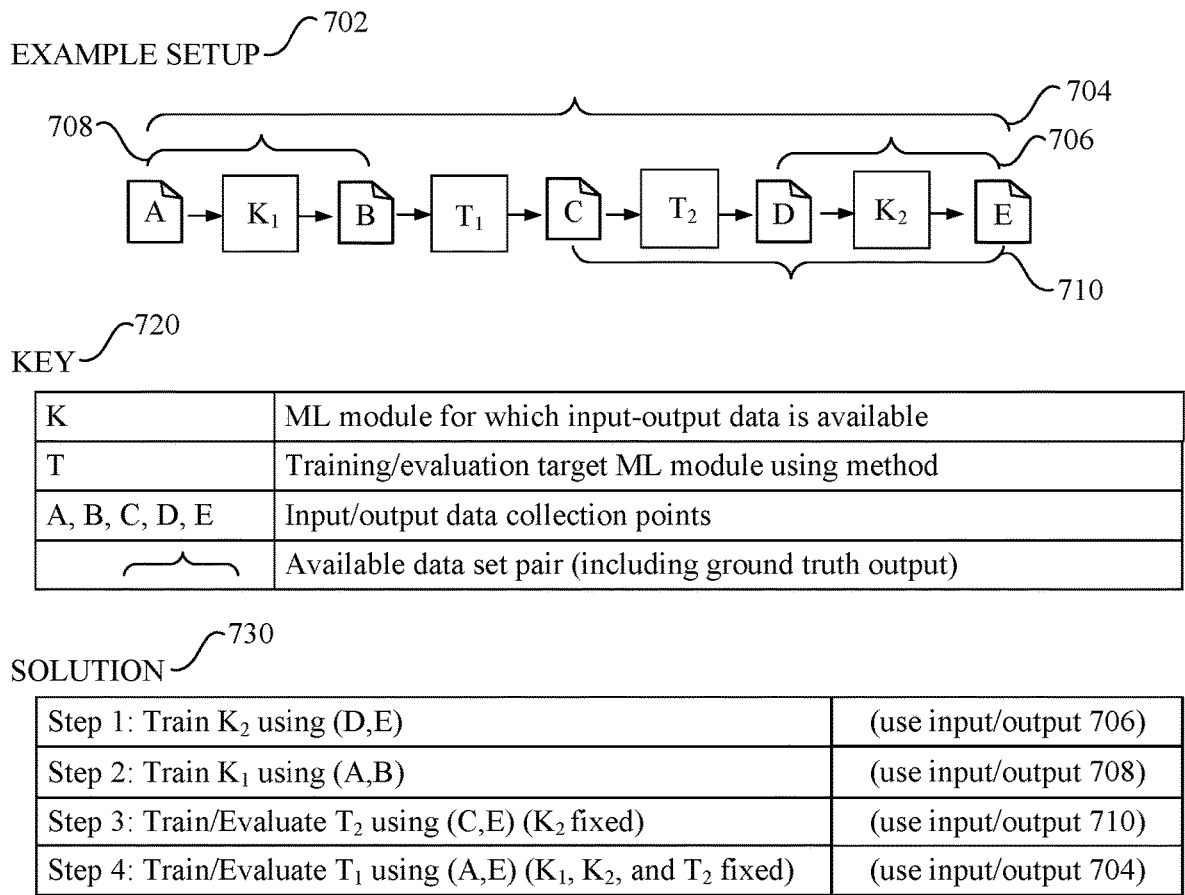 702
EXAMPLE SETUP
704
708
706
A K₁ B T₁ C T₂ D K₂ E
710
720
KEY
K ML module for which input-output data is available
T Training/evaluation target ML module using method
A, B, C, D, E Input/output data collection points
Available data set pair (including ground truth output)
730
SOLUTION
Step 1: Train K₂ using (D,E) (use input/output 706)
Step 2: Train K₁ using (A,B) (use input/output 708)
Step 3: Train/Evaluate T₂ using (C,E) (K₂ fixed) (use input/output 710)
Step 4: Train/Evaluate T₁ using (A,E) (K₁, K₂, and T₂ fixed) (use input/output 704)